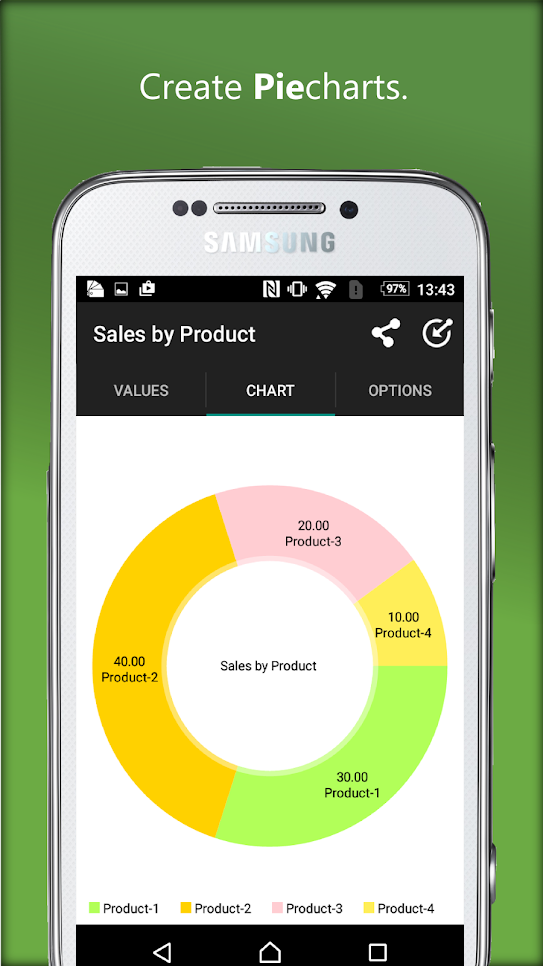 Create Piecharts.
SAMSUNG
97% 13:43
Sales by Product
VALUES CHART OPTIONS
20.00
Product-3
10.00
Product-4
40.00
Product-2
Sales by Product
30.00
Product-1
Product-1 Product-2 Product-3 Product-4